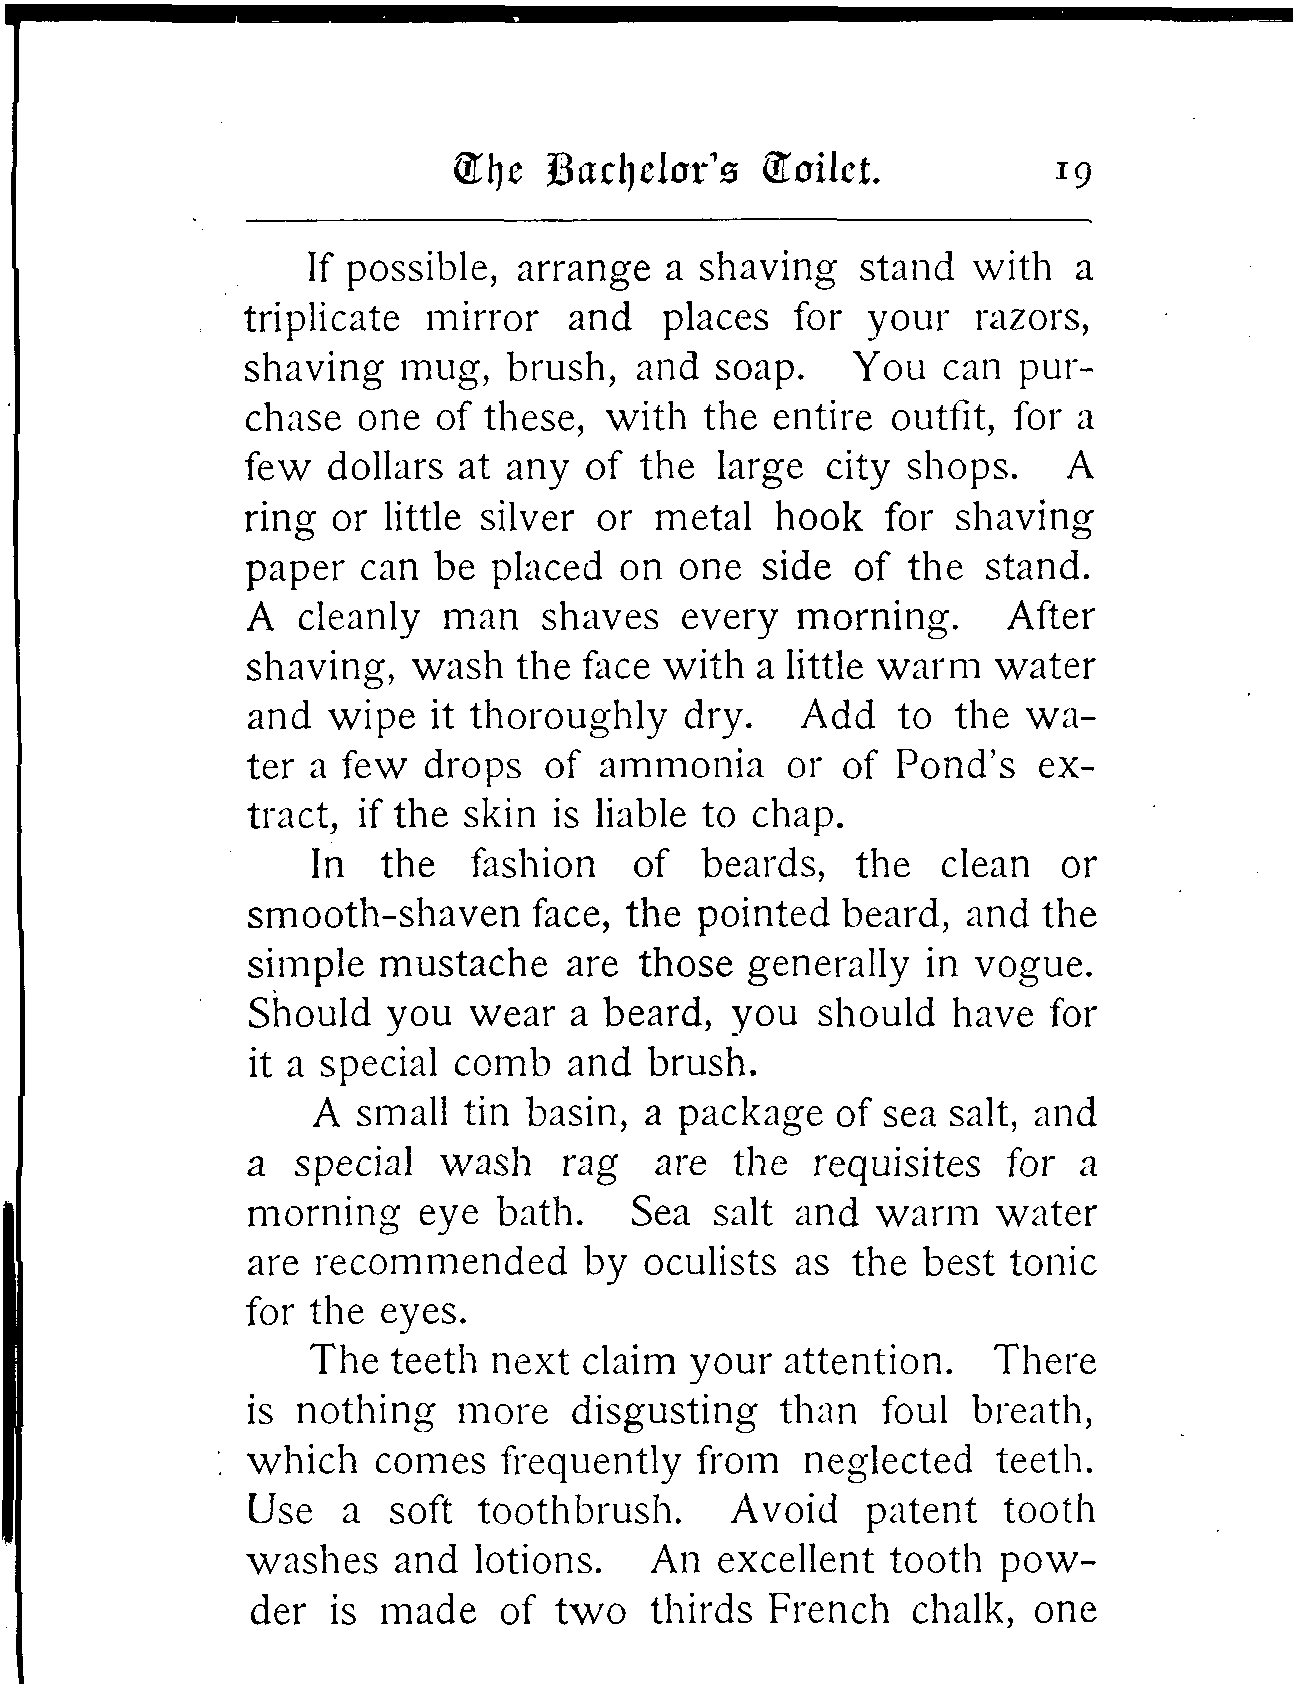 The Bachelor's Toilet. 19
If possible, arrange a shaving stand with a
triplicate mirror and places for your razors,
shaving mug, brush, and soap. You can pur-
chase one of these, with the entire outfit, for a
few dollars at any of the large city shops. A
ring or little silver or metal hook for shaving
paper can be placed on one side of the stand.
A cleanly man shaves every morning. After
shaving, wash the face with a little warm water
and wipe it thoroughly dry. Add to the wa-
ter a few drops of ammonia or of Pond's ex-
tract, if the skin is liable to chap.
In the fashion of beards, the clean or
smooth-shaven face, the pointed beard, and the
simple mustache are those generally in vogue.
Should you wear a beard, you should have for
it a special comb and brush.
A small tin basin, a package of sea salt, and
a special wash rag are the requisites for a
morning eye bath. Sea salt and warm water
are recommended by oculists as the best tonic
for the eyes.
The teeth next claim your attention. There
is nothing more disgusting than foul breath,
which comes frequently from neglected teeth.
Use a soft toothbrush. Avoid patent tooth
washes and lotions. An excellent tooth pow-
der is made of two thirds French chalk, one